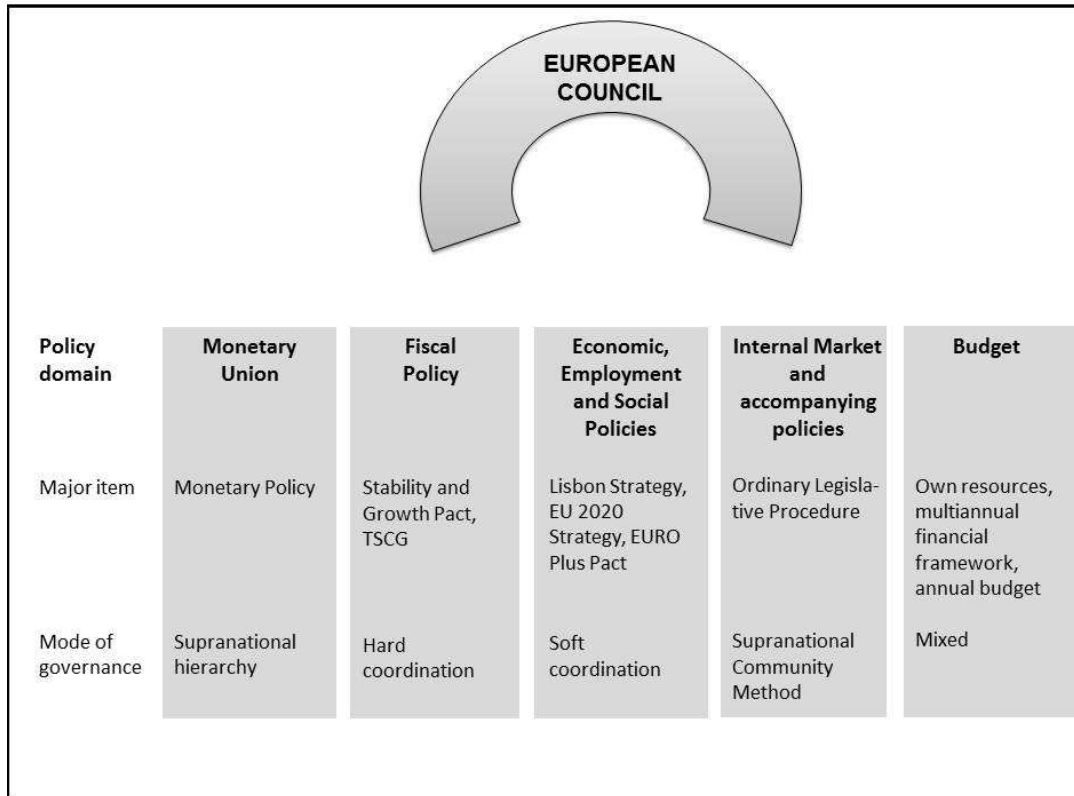 EUROPEAN
COUNCIL
Policy
domain
Monetary
Union
Fiscal
Policy
Economic,
Employment
and Social
Policies
Internal Market
and
accompanying
policies
Budget
Major item
Monetary Policy
Stability and
Growth Pact,
TSCG
Lisbon Strategy,
EU 2020
Strategy, EURO
Plus Pact
Ordinary Legisla-
tive Procedure
Own resources,
multiannual
financial
framework,
annual budget
Mode of
governance
Supranational
hierarchy
Hard
coordination
Soft
coordination
Supranational
Community
Method
Mixed